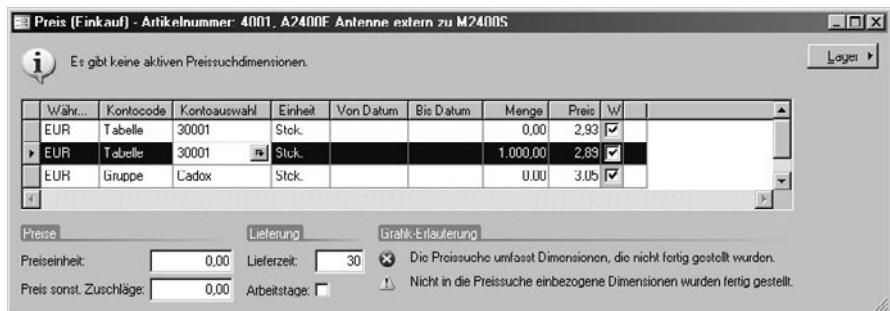 Preis (Einkauf) - Artikelnummer: 4001, A2400E Antenne extern zu M2400S
Es gibt keine aktiven Preissuchdimensionen.
Lager
Währ... Kontocode Kontoauswahl Einheit Von Datum Bis Datum Menge Preis W
EUR Tabelle 30001 Stck. 0,00 2,93
EUR Tabelle 30001 Stck. 1.000,00 2,89
EUR Gruppe Cadox Stck. 0,00 3,05
Preise Lieferung Grafik-Erläuterung
Preiseinheit: 0,00 Lieferzeit: 30 Die Preissuche umfasst Dimensionen, die nicht fertig gestellt wurden.
Preis sonst. Zuschläge: 0,00 Arbeitstage: Nicht in die Preissuche einbezogene Dimensionen wurden fertig gestellt.